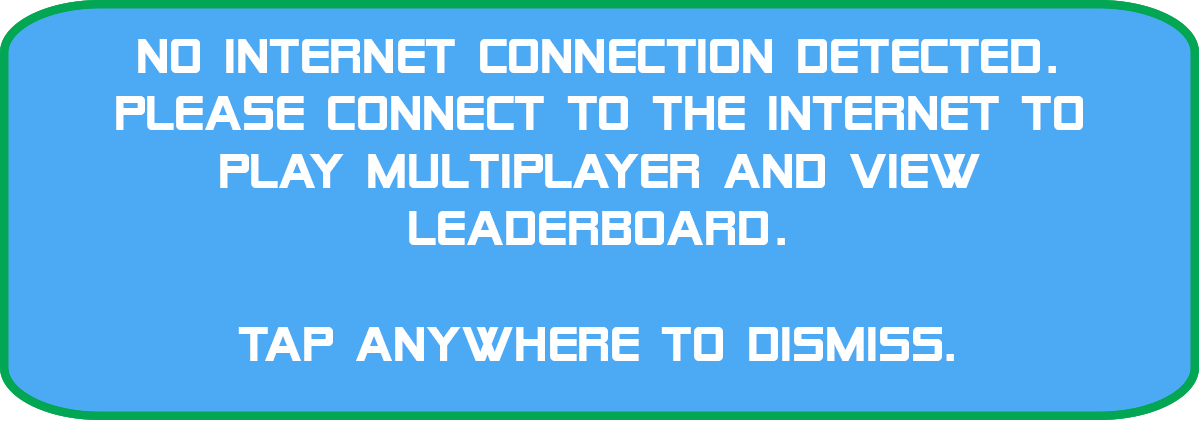 NO INTERNET CONNECTION DETECTED.
PLEASE CONNECT TO THE INTERNET TO
PLAY MULTIPLAYER AND VIEW
LEADERBOARD.
TAP ANYWHERE TO DISMISS.